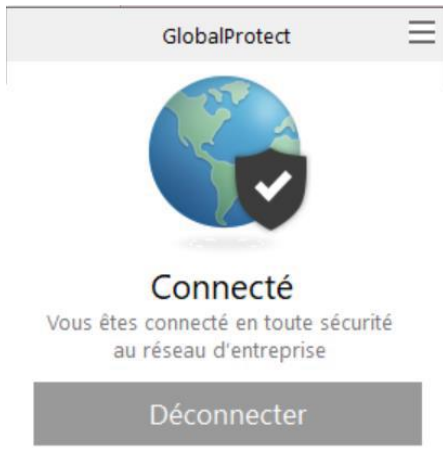 GlobalProtect
Connecté
Vous êtes connecté en toute sécurité
au réseau d'entreprise
Déconnecter